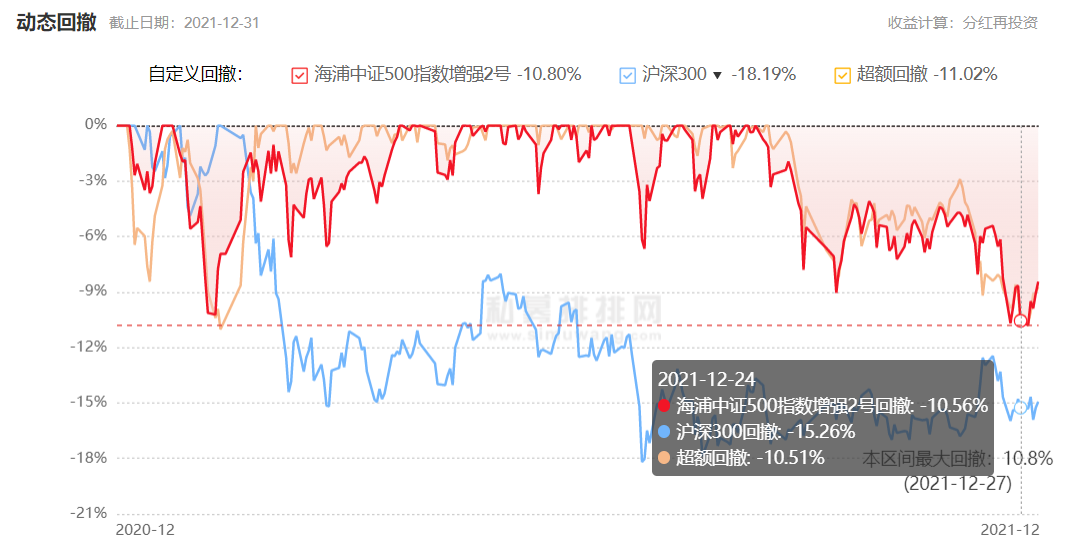 动态回撤 截止日期：2021-12-31 收益计算：分红再投资
自定义回撤： 海浦中证500指数增强2号 -10.80% 沪深300 ▼ -18.19% 超额回撤 -11.02%
0%
-3%
-6%
-9%
私募排排网
-12%
2021-12-24
-15%
海浦中证500指数增强2号回撤: -10.56%
沪深300回撤: -15.26%
超额回撤: -10.51%
本区间最大回撤：10.8%
-18%
(2021-12-27)
-21%
2020-12 2021-12